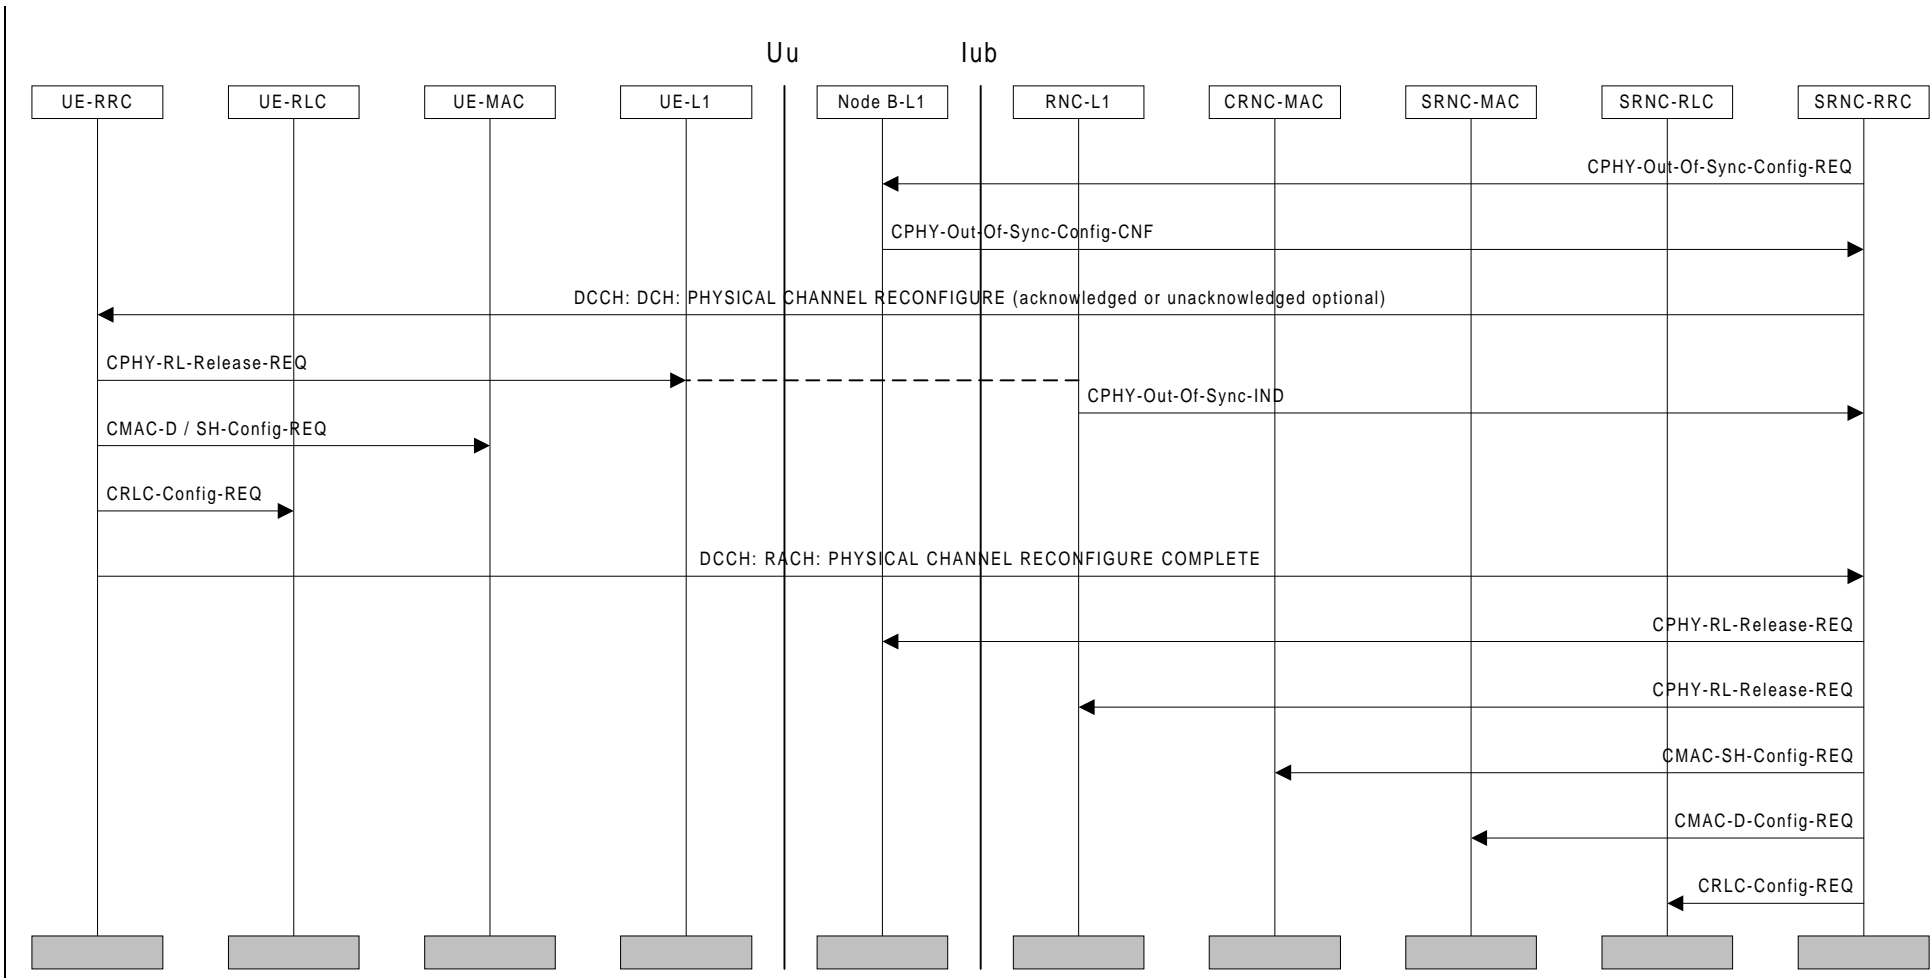 Uu Iub
UE-RRC UE-RLC UE-MAC UE-L1 Node B-L1 RNC-L1 CRNC-MAC SRNC-MAC SRNC-RLC SRNC-RRC
CPHY-Out-Of-Sync-Config-REQ
CPHY-Out-Of-Sync-Config-CNF
DCCH: DCH: PHYSICAL CHANNEL RECONFIGURE (acknowledged or unacknowledged optional)
CPHY-RL-Release-REQ
CPHY-Out-Of-Sync-IND
CMAC-D / SH-Config-REQ
CRLC-Config-REQ
DCCH: RACH: PHYSICAL CHANNEL RECONFIGURE COMPLETE
CPHY-RL-Release-REQ
CPHY-RL-Release-REQ
CMAC-SH-Config-REQ
CMAC-D-Config-REQ
CRLC-Config-REQ